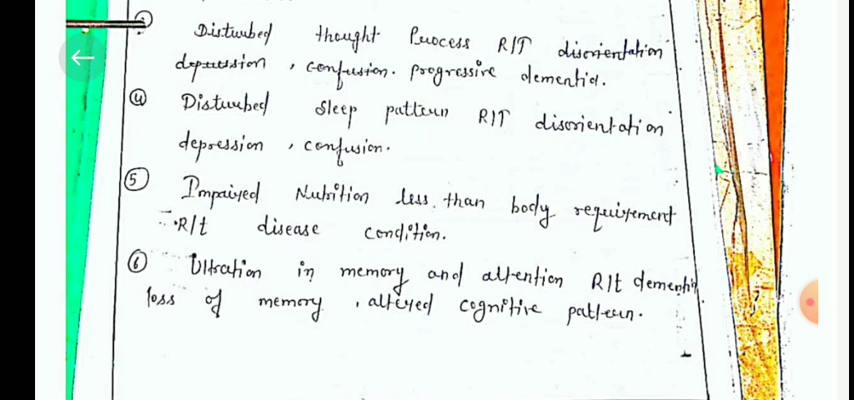 ③ Disturbed thought Process R/T disorientation
depression , confusion. progressive dementia.
④ Disturbed sleep pattern R/T disorientation
depression , confusion.
⑤ Impaired Nutrition less than body requirement
R/t disease condition.
⑥ Ultration in memory and attention R/t dementi
loss of memory , altered cognitive pattern.